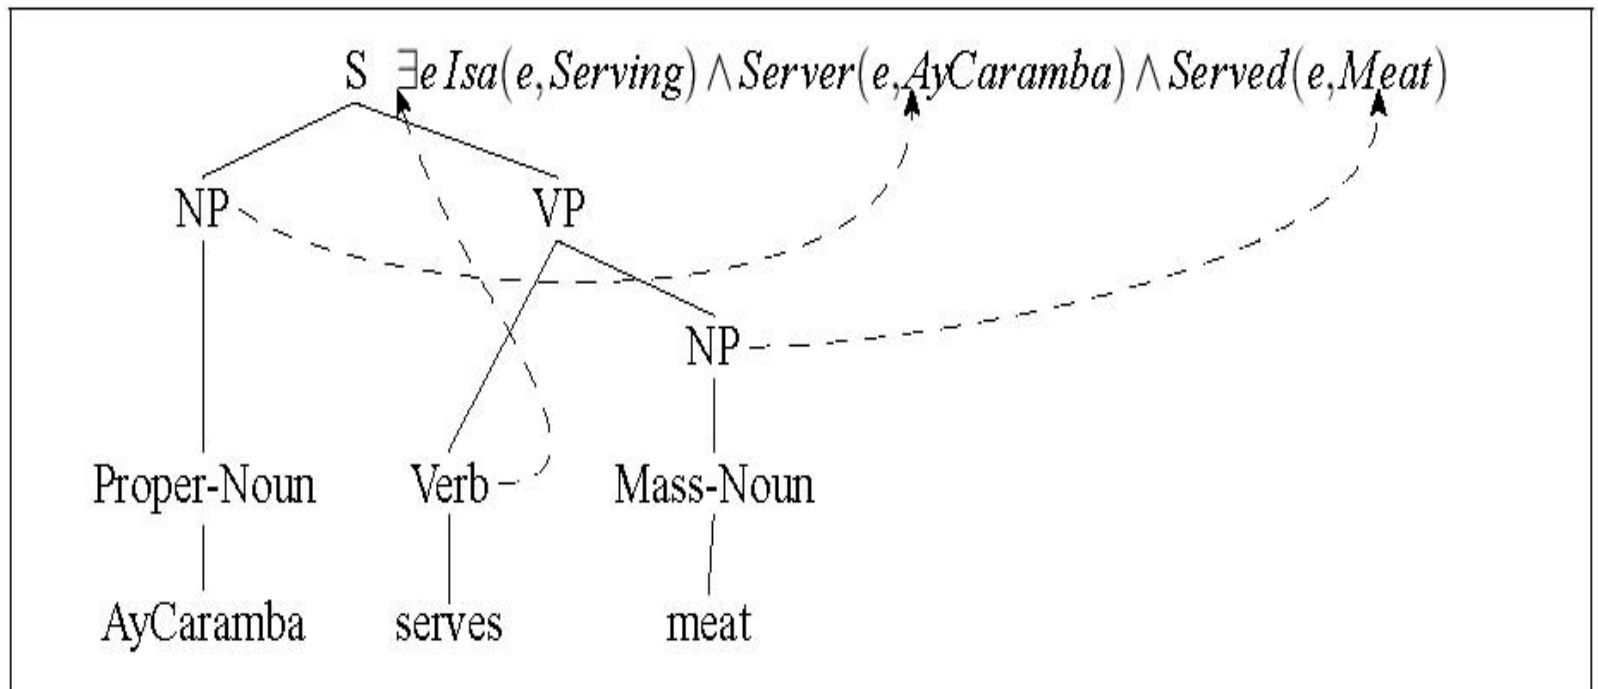 S ∃e Isa(e,Serving) ∧ Server(e,AyCaramba) ∧ Served(e,Meat)
NP VP
NP
Proper-Noun Verb Mass-Noun
AyCaramba serves meat